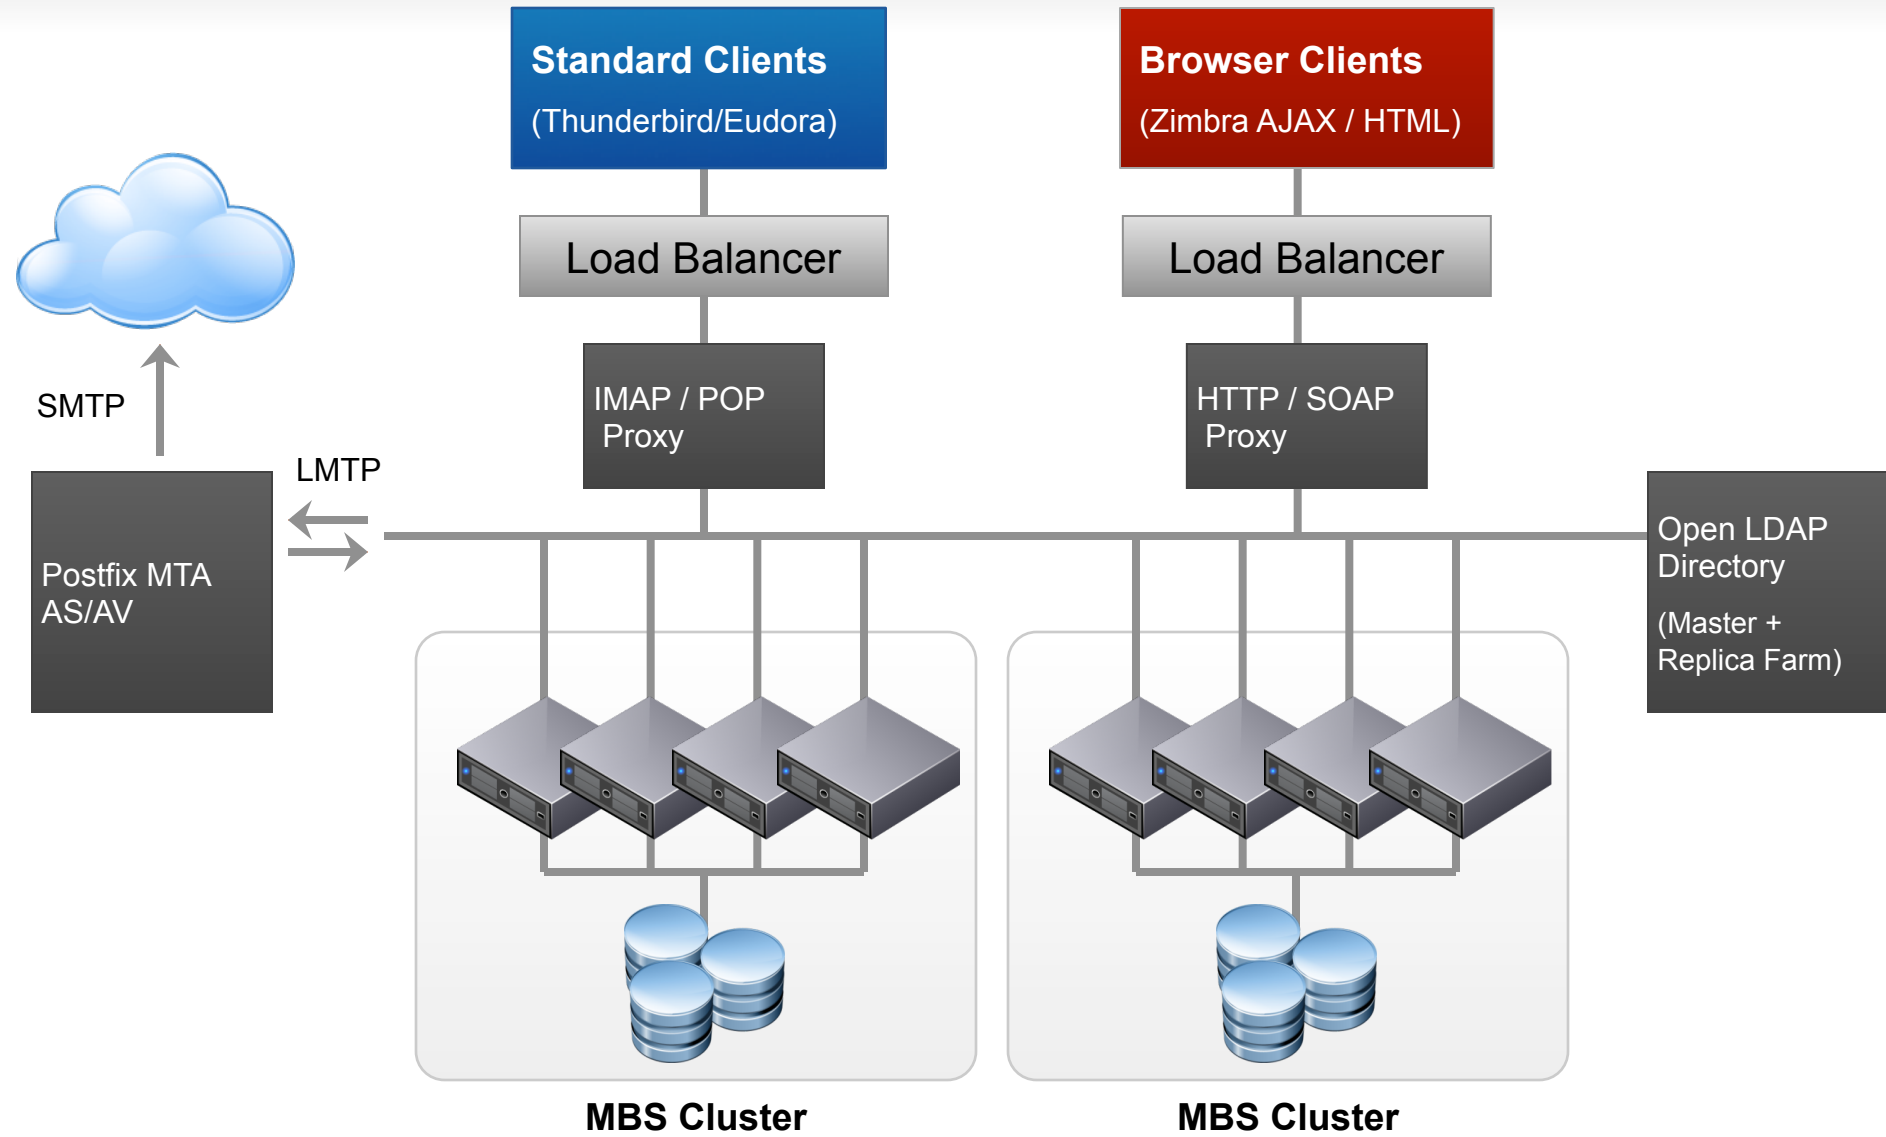 Standard Clients
(Thunderbird/Eudora)
Browser Clients
(Zimbra AJAX / HTML)
Load Balancer
Load Balancer
IMAP / POP
Proxy
HTTP / SOAP
Proxy
SMTP
LMTP
Postfix MTA
AS/AV
Open LDAP
Directory
(Master +
Replica Farm)
MBS Cluster
MBS Cluster